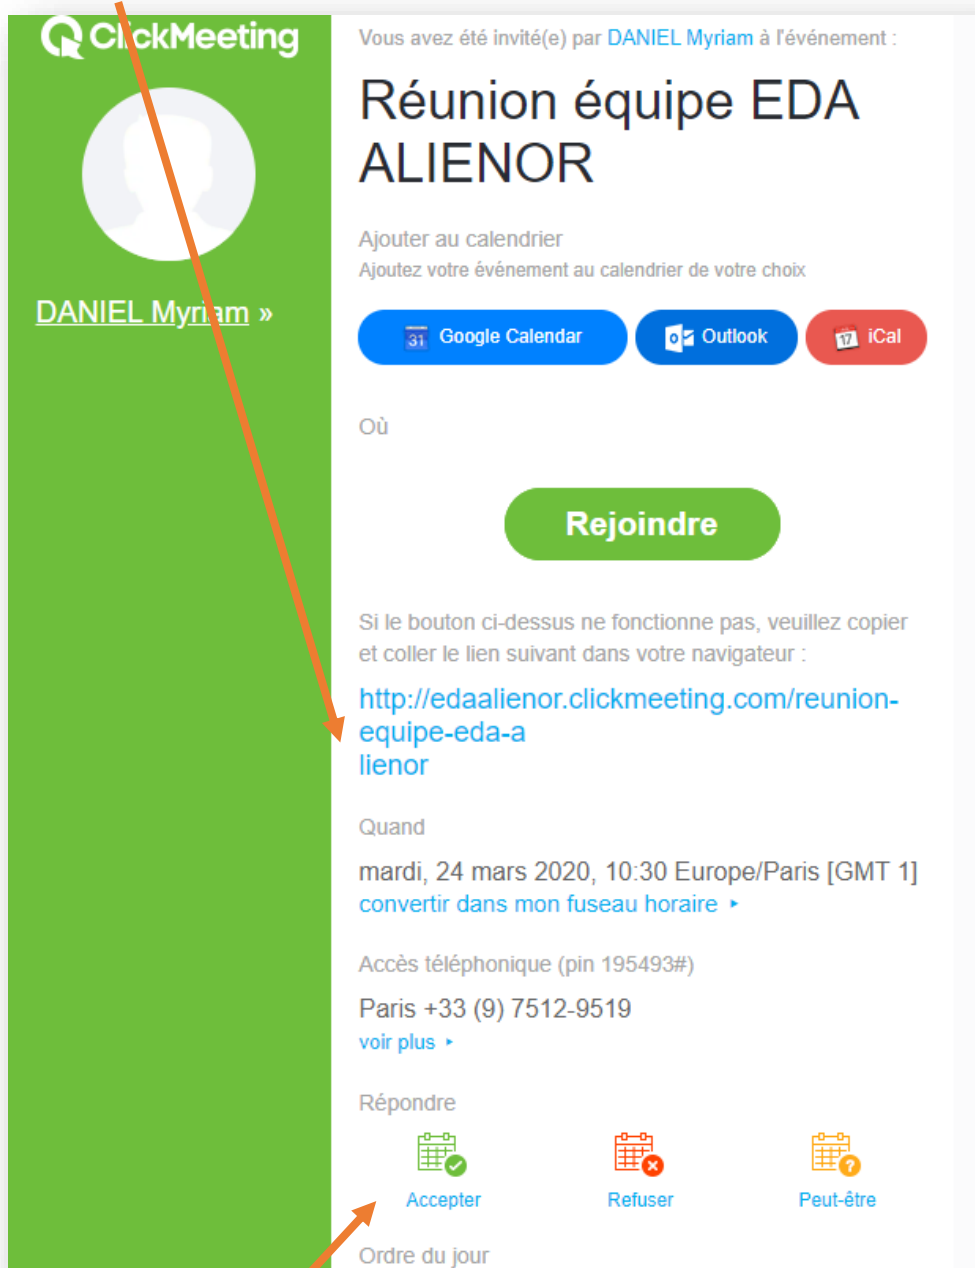 ClickMeeting
DANIEL Myriam »
Vous avez été invité(e) par DANIEL Myriam à l'événement :
Réunion équipe EDA
ALIENOR
Ajouter au calendrier
Ajoutez votre événement au calendrier de votre choix
31 Google Calendar
Outlook
17 iCal
Où
Rejoindre
Si le bouton ci-dessus ne fonctionne pas, veuillez copier
et coller le lien suivant dans votre navigateur :
http://edaalienor.clickmeeting.com/reunion-
equipe-eda-a
lienor
Quand
mardi, 24 mars 2020, 10:30 Europe/Paris [GMT 1]
convertir dans mon fuseau horaire
Accès téléphonique (pin 195493#)
Paris +33 (9) 7512-9519
voir plus
Répondre
Accepter
Refuser
Peut-être
Ordre du jour